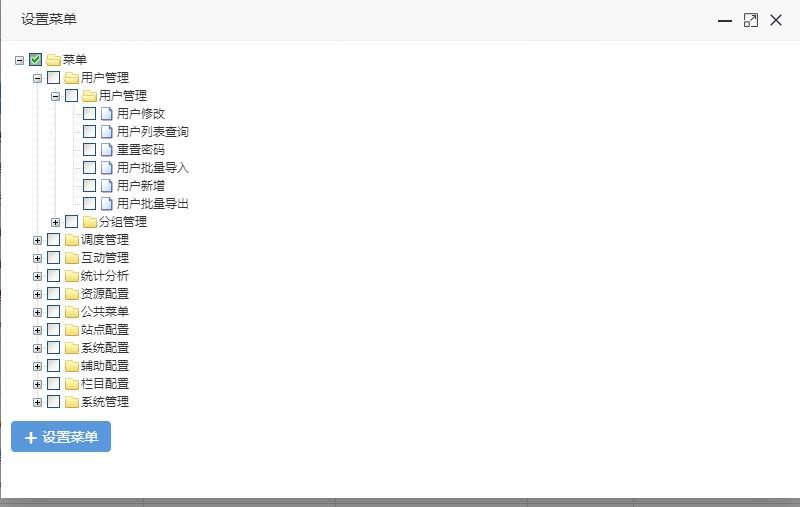 设置菜单
菜单
用户管理
用户管理
用户修改
用户列表查询
重置密码
用户批量导入
用户新增
用户批量导出
分组管理
调度管理
互动管理
统计分析
资源配置
公共菜单
站点配置
系统配置
辅助配置
栏目配置
系统管理
设置菜单